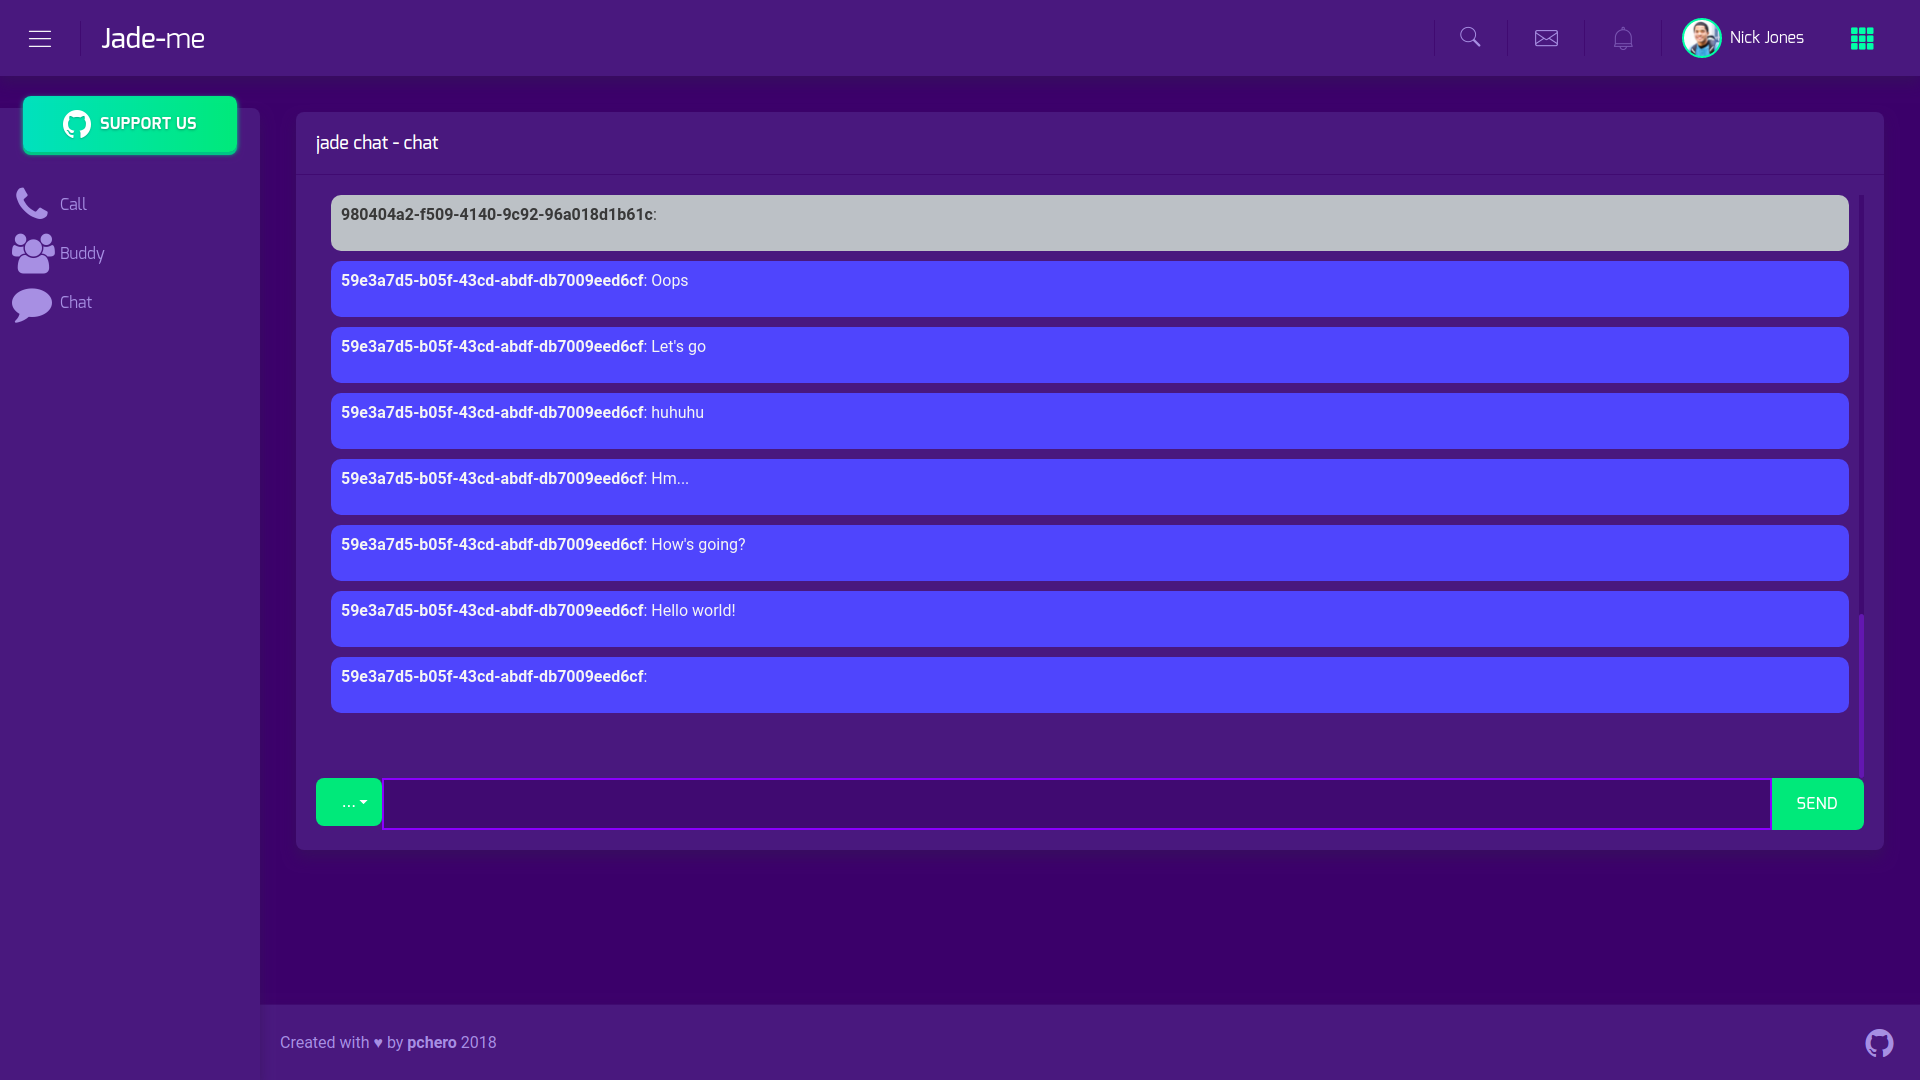 Jade-me
Nick Jones
SUPPORT US
Call
Buddy
Chat
jade chat - chat
980404a2-f509-4140-9c92-96a018d1b61c:
59e3a7d5-b05f-43cd-abdf-db7009eed6cf: Oops
59e3a7d5-b05f-43cd-abdf-db7009eed6cf: Let's go
59e3a7d5-b05f-43cd-abdf-db7009eed6cf: huhuhu
59e3a7d5-b05f-43cd-abdf-db7009eed6cf: Hm...
59e3a7d5-b05f-43cd-abdf-db7009eed6cf: How's going?
59e3a7d5-b05f-43cd-abdf-db7009eed6cf: Hello world!
59e3a7d5-b05f-43cd-abdf-db7009eed6cf:
...
SEND
Created with ♥ by pchero 2018